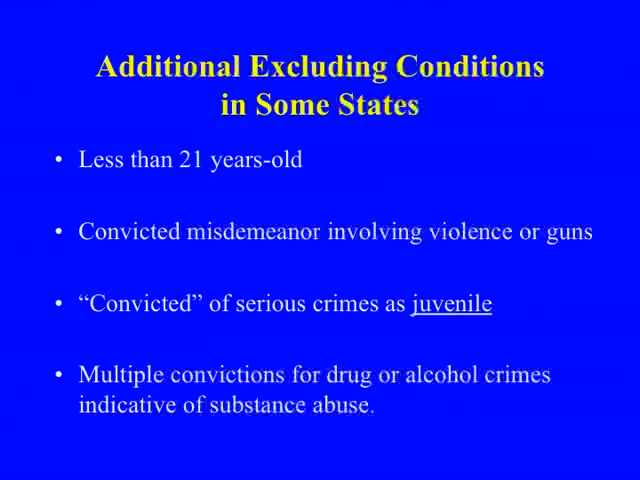 Additional Excluding Conditions
in Some States
• Less than 21 years-old
• Convicted misdemeanor involving violence or guns
• “Convicted” of serious crimes as juvenile
• Multiple convictions for drug or alcohol crimes
indicative of substance abuse.